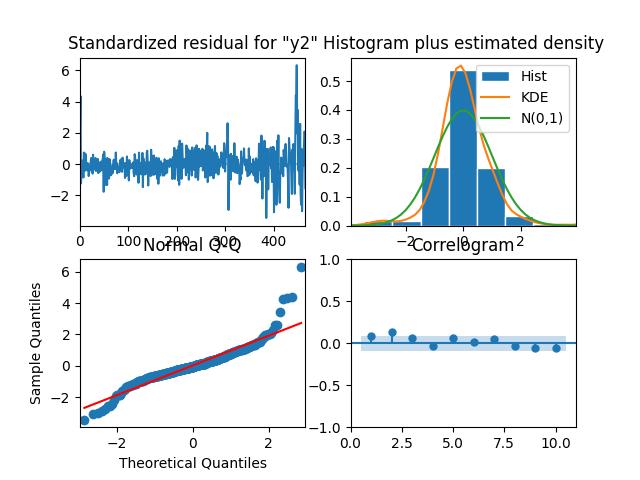 Standardized residual for "y2" Histogram plus estimated density
6
4
2
0
−2
0 100 200 300 400
0.5
0.4
0.3
0.2
0.1
0.0
−2 0 2
Hist
KDE
N(0,1)
Normal Q-Q
Sample Quantiles
6
4
2
0
−2
−2 0 2
Theoretical Quantiles
Correlogram
1.0
0.5
0.0
−0.5
−1.0
0.0 2.5 5.0 7.5 10.0